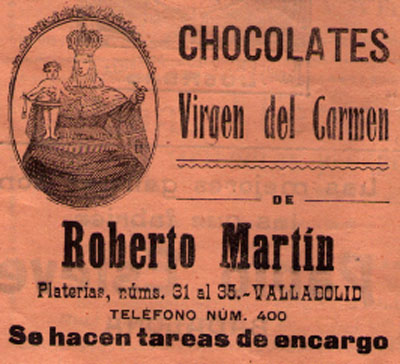 CHOCOLATES
Virgen del Carmen
DE
Roberto Martín
Platerías, núms. 31 al 35.-VALLADOLID
TELÉFONO NÚM. 400
Se hacen tareas de encargo